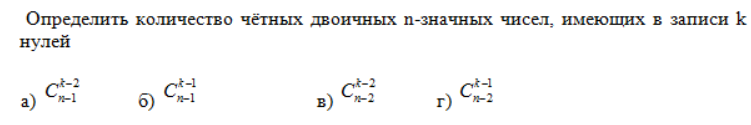 Определить количество чётных двоичных n-значных чисел, имеющих в записи k
нулей
а) C_{n-1}^{k-2} б) C_{n-1}^{k-1} в) C_{n-2}^{k-2} г) C_{n-2}^{k-1}